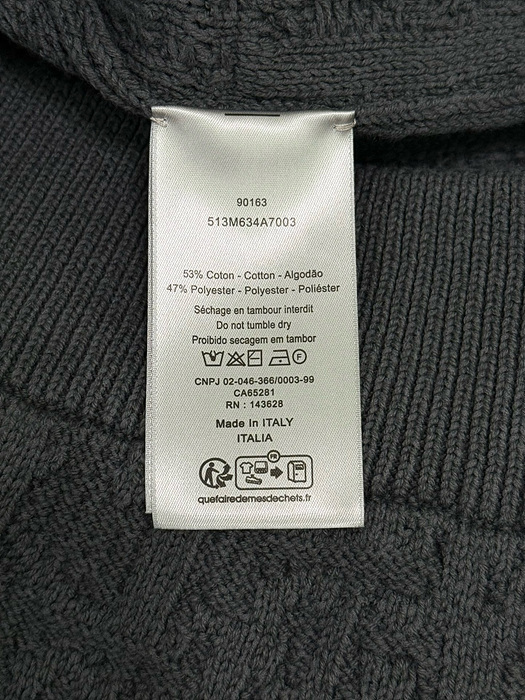 90163
513M634A7003
53% Coton - Cotton - Algodão
47% Polyester - Polyester - Poliéster
Séchage en tambour interdit
Do not tumble dry
Proibido secagem em tambor
F
CNPJ 02-046-366/0003-99
CA65281
RN : 143628
Made In ITALY
ITALIA
FR
quefairedemesdechets.fr